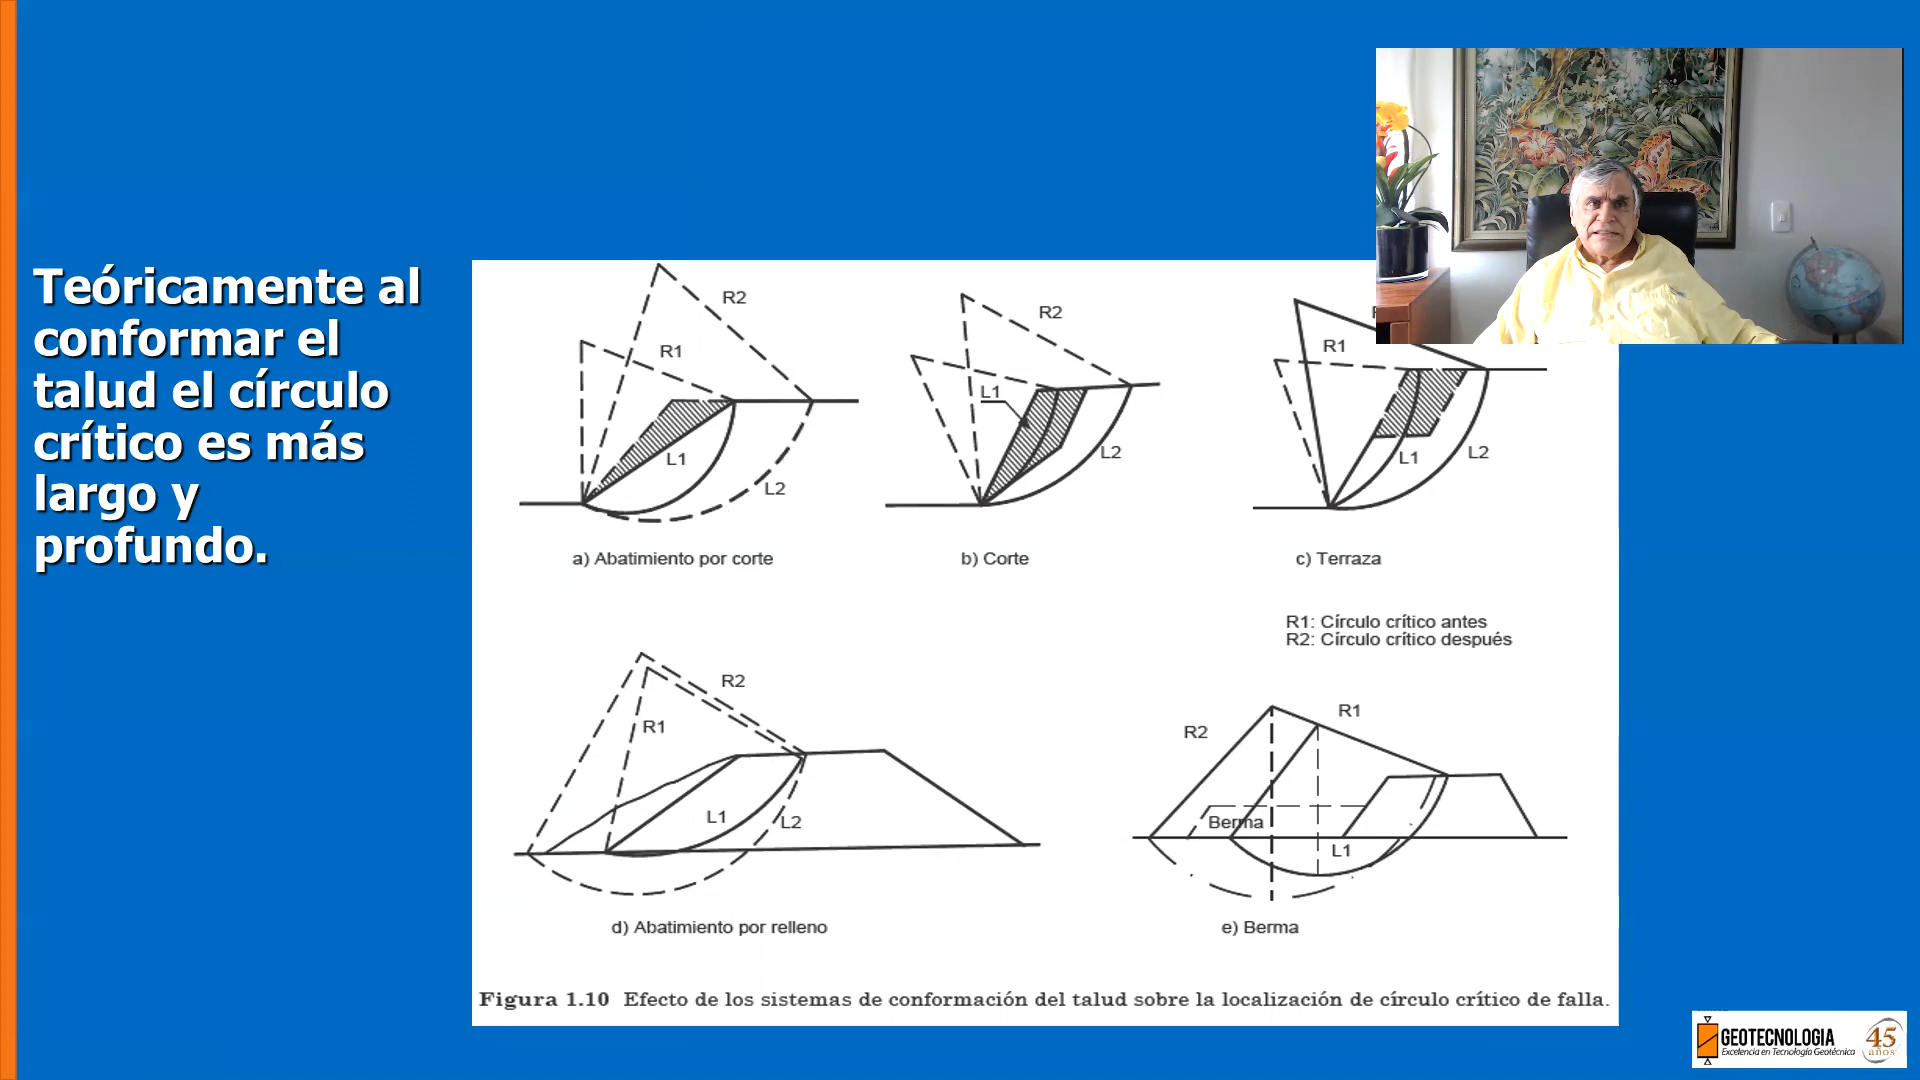 Teóricamente al
conformar el
talud el círculo
crítico es más
largo y
profundo.
R2
R1
L1
L2
a) Abatimiento por corte
R2
L1
L2
b) Corte
R1
L1
L2
c) Terraza
R1: Círculo crítico antes
R2: Círculo crítico después
R2
R1
L1
L2
d) Abatimiento por relleno
R1
R2
Berma
L1
e) Berma
Figura 1.10 Efecto de los sistemas de conformación del talud sobre la localización de círculo crítico de falla.
GEOTECNOLOGIA
Excelencia en Tecnología Geotécnica
45
años